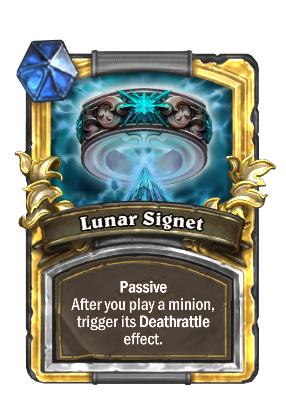 Lunar Signet
Passive
After you play a minion,
trigger its Deathrattle
effect.